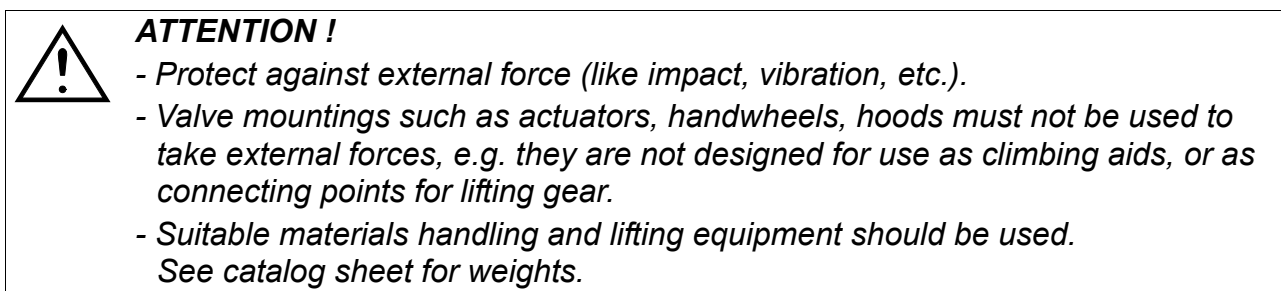 ATTENTION !
- Protect against external force (like impact, vibration, etc.).
- Valve mountings such as actuators, handwheels, hoods must not be used to
take external forces, e.g. they are not designed for use as climbing aids, or as
connecting points for lifting gear.
- Suitable materials handling and lifting equipment should be used.
See catalog sheet for weights.